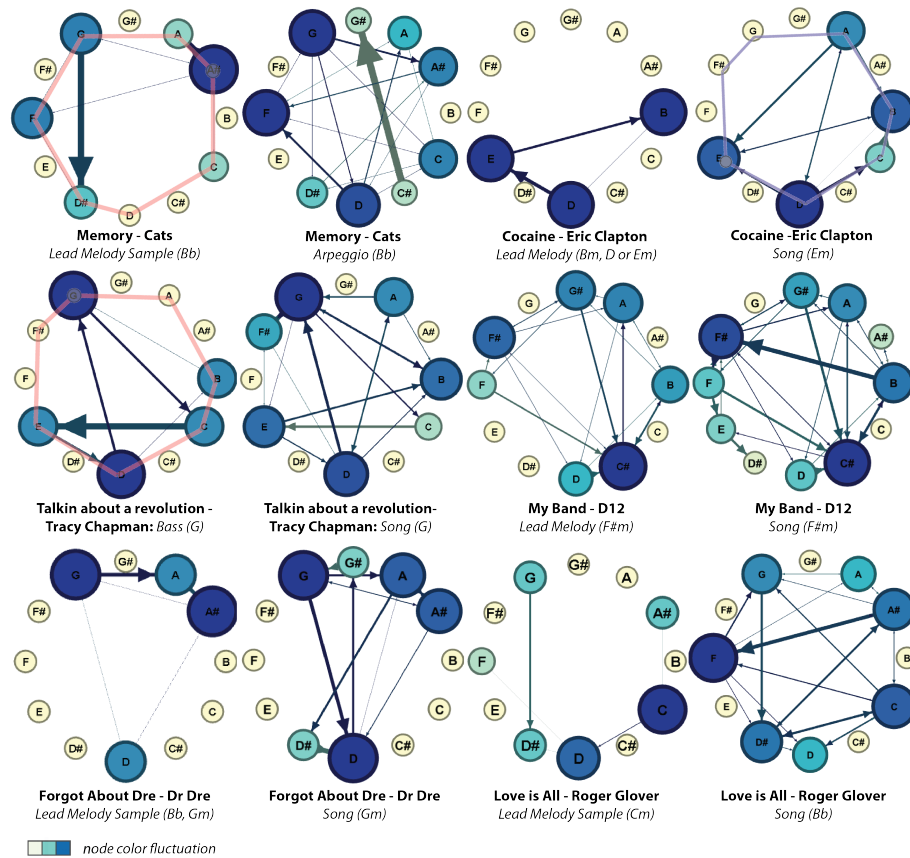 G#
G
A
A#
F#
F
B
E
C
D#
D
C#
Memory - Cats
Lead Melody Sample (Bb)
G#
G
A
A#
F#
F
B
E
C
D#
D
C#
Memory - Cats
Arpeggio (Bb)
G#
G
A
F#
A#
F
B
E
C
D#
D
C#
Cocaine - Eric Clapton
Lead Melody (Bm, D or Em)
G#
G
A
F#
A#
F
B
E
C
D#
D
C#
Cocaine -Eric Clapton
Song (Em)
G#
G
A
F#
A#
F
B
E
C
D#
D
C#
Talkin about a revolution -
Tracy Chapman: Bass (G)
G#
G
A
F#
A#
F
B
E
C
D#
D
C#
Talkin about a revolution-
Tracy Chapman: Song (G)
G#
G
A
F#
A#
F
B
E
C
D#
D
C#
My Band - D12
Lead Melody (F#m)
G#
G
A
F#
A#
F
B
E
C
D#
D
C#
My Band - D12
Song (F#m)
G#
G
A
F#
A#
F
B
E
C
D#
D
C#
Forgot About Dre - Dr Dre
Lead Melody Sample (Bb, Gm)
G#
G
A
F#
A#
F
B
E
C
D#
D
C#
Forgot About Dre - Dr Dre
Song (Gm)
G#
G
A
F#
A#
F
B
E
C
D#
D
C#
Love is All - Roger Glover
Lead Melody Sample (Cm)
G#
G
A
F#
A#
F
B
E
C
D#
D
C#
Love is All - Roger Glover
Song (Bb)
node color fluctuation